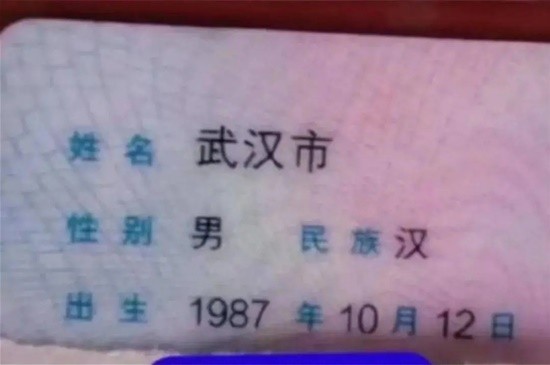 姓名 武汉市
性别 男 民族 汉
出生 1987 年 10 月 12 日